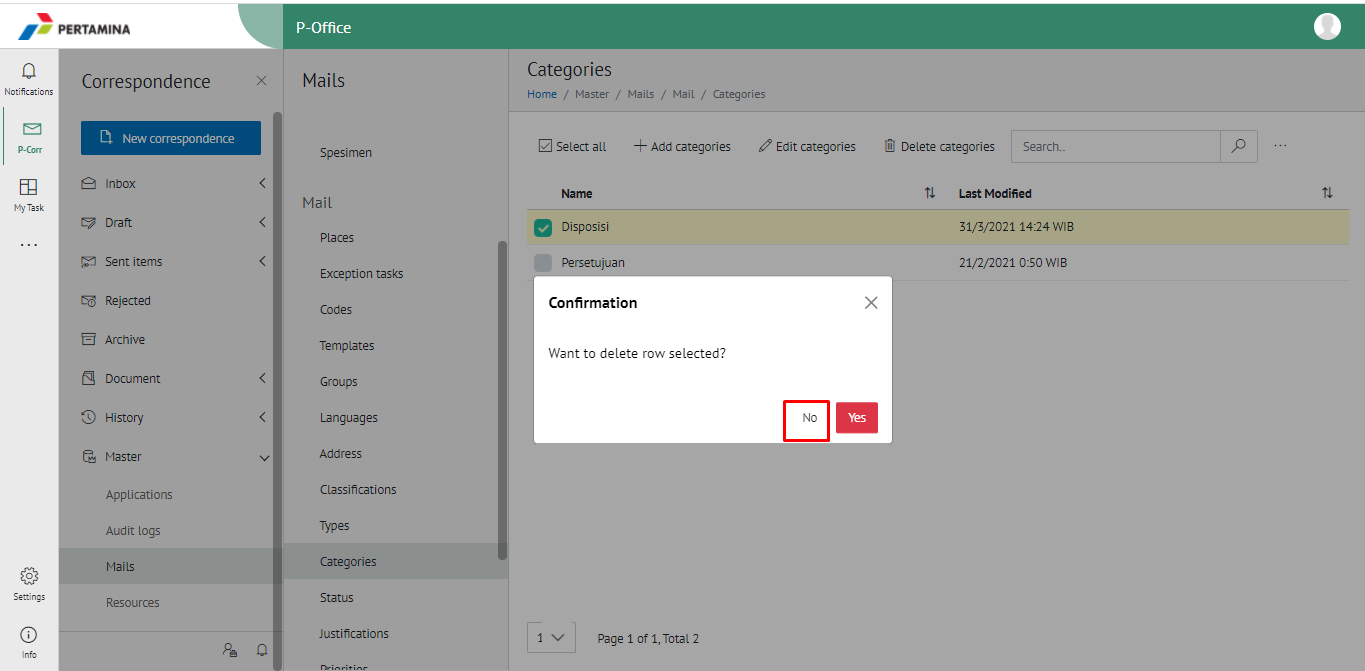 PERTAMINA
P-Office
Notifications
P-Corr
My Task
Settings
Info
Correspondence
New correspondence
Inbox
Draft
Sent items
Rejected
Archive
Document
History
Master
Applications
Audit logs
Mails
Resources
Mails
Spesimen
Mail
Places
Exception tasks
Codes
Templates
Groups
Languages
Address
Classifications
Types
Categories
Status
Justifications
Priorities
Categories
Home / Master / Mails / Mail / Categories
Select all Add categories Edit categories Delete categories Search..
Name Last Modified
Disposisi 31/3/2021 14:24 WIB
Persetujuan 21/2/2021 0:50 WIB
Confirmation
Want to delete row selected?
No Yes
1 Page 1 of 1, Total 2